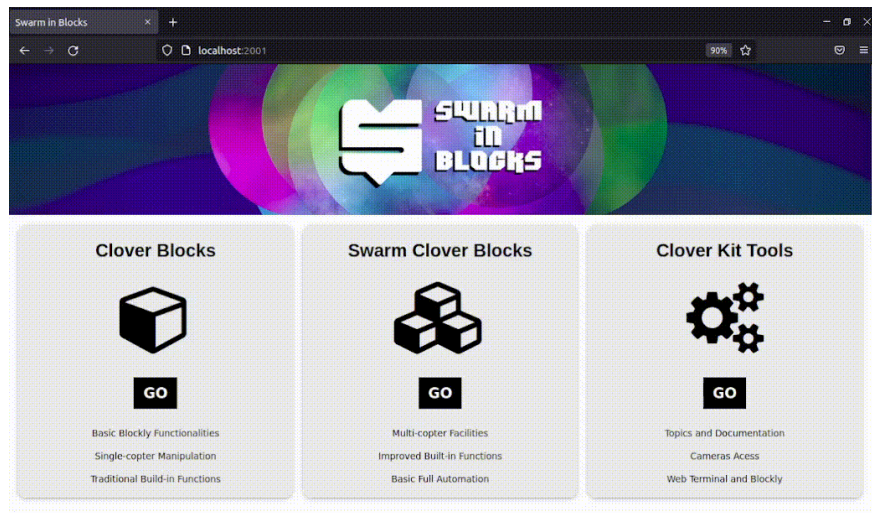 Swarm in Blocks
localhost:2001
90%
SWARM
in
BLOCKS
Clover Blocks
GO
Basic Blockly Functionalities
Single-copter Manipulation
Traditional Build-in Functions
Swarm Clover Blocks
GO
Multi-copter Facilities
Improved Built-in Functions
Basic Full Automation
Clover Kit Tools
GO
Topics and Documentation
Cameras Acess
Web Terminal and Blockly